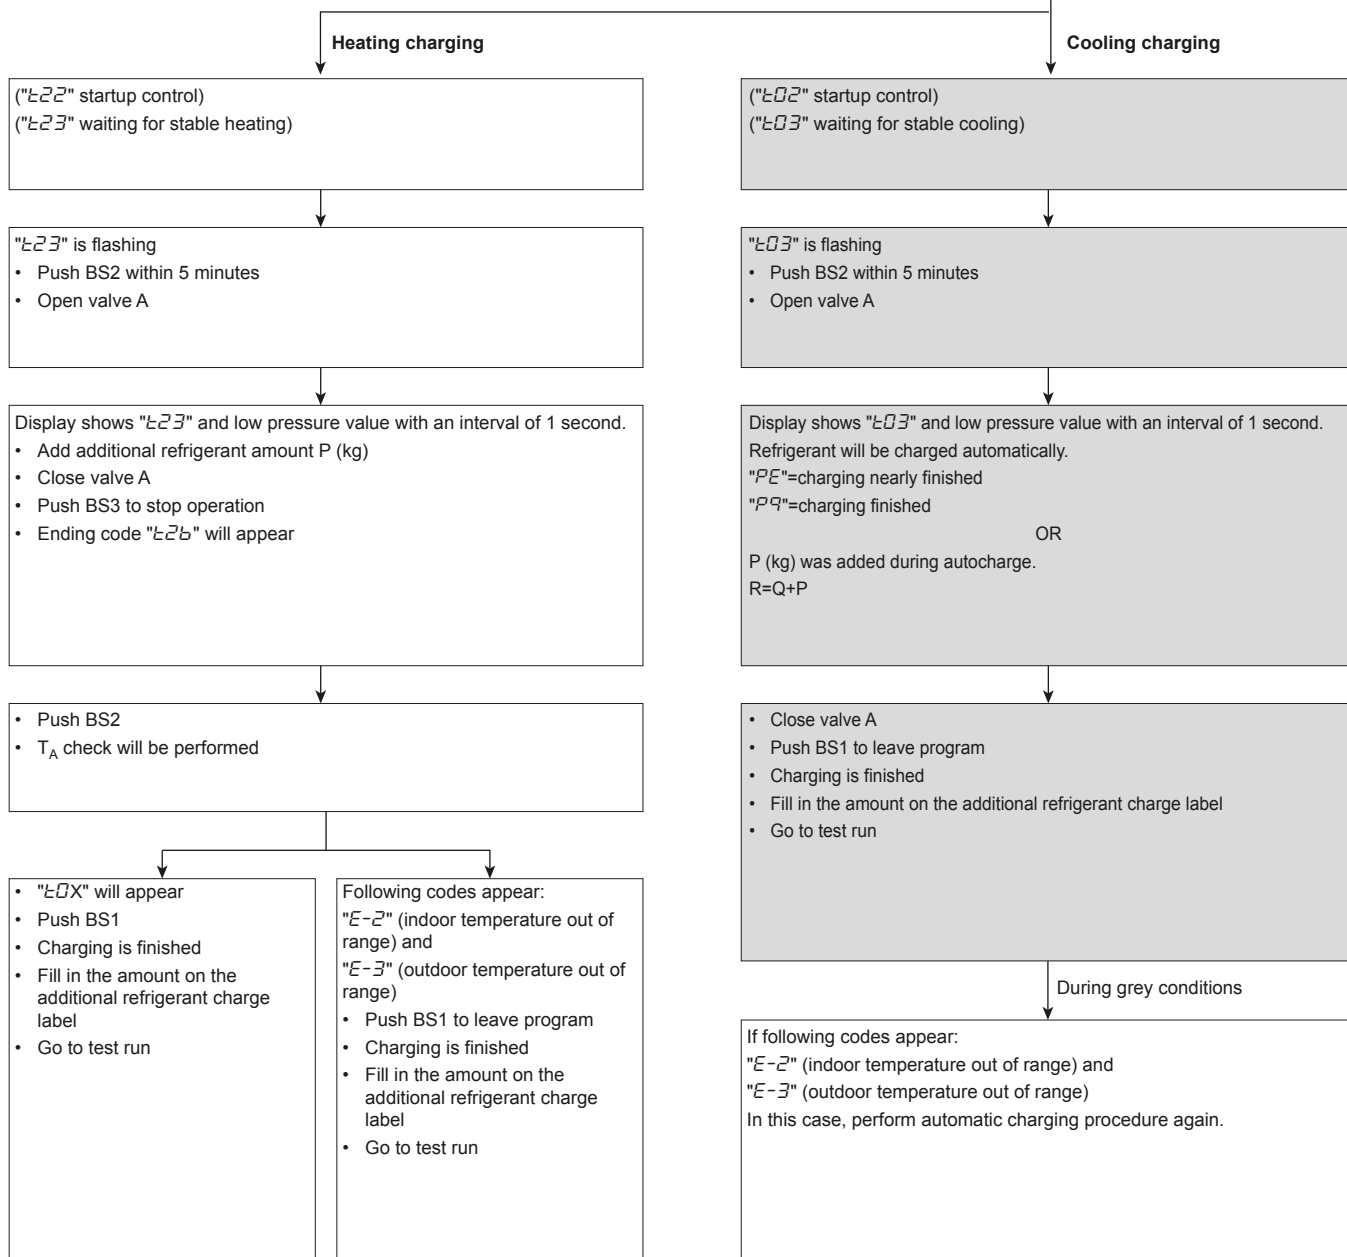 Heating charging
("t22" startup control)
("t23" waiting for stable heating)
"t23" is flashing
• Push BS2 within 5 minutes
• Open valve A
Display shows "t23" and low pressure value with an interval of 1 second.
• Add additional refrigerant amount P (kg)
• Close valve A
• Push BS3 to stop operation
• Ending code "t2b" will appear
• Push BS2
• TA check will be performed
• "t0X" will appear
• Push BS1
• Charging is finished
• Fill in the amount on the
additional refrigerant charge
label
• Go to test run
Following codes appear:
"E-2" (indoor temperature out of
range) and
"E-3" (outdoor temperature out of
range)
• Push BS1 to leave program
• Charging is finished
• Fill in the amount on the
additional refrigerant charge
label
• Go to test run
Cooling charging
("t02" startup control)
("t03" waiting for stable cooling)
"t03" is flashing
• Push BS2 within 5 minutes
• Open valve A
Display shows "t03" and low pressure value with an interval of 1 second.
Refrigerant will be charged automatically.
"PE"=charging nearly finished
"P9"=charging finished
OR
P (kg) was added during autocharge.
R=Q+P
• Close valve A
• Push BS1 to leave program
• Charging is finished
• Fill in the amount on the additional refrigerant charge label
• Go to test run
During grey conditions
If following codes appear:
"E-2" (indoor temperature out of range) and
"E-3" (outdoor temperature out of range)
In this case, perform automatic charging procedure again.